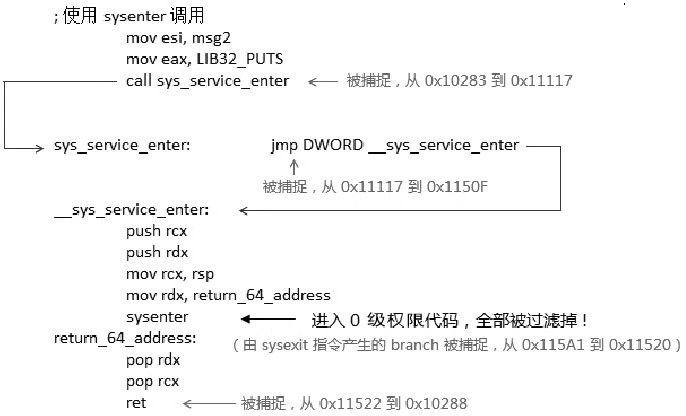 ; 使用 sysenter 调用
mov esi, msg2
mov eax, LIB32_PUTS
call sys_service_enter 被捕捉，从 0x10283 到 0x11117
sys_service_enter: jmp DWORD __sys_service_enter
被捕捉，从 0x11117 到 0x1150F
__sys_service_enter:
push rcx
push rdx
mov rcx, rsp
mov rdx, return_64_address
sysenter 进入 0 级权限代码，全部被过滤掉！
return_64_address: （由 sysexit 指令产生的 branch 被捕捉，从 0x115A1 到 0x11520）
pop rdx
pop rcx
ret 被捕捉，从 0x11522 到 0x10288